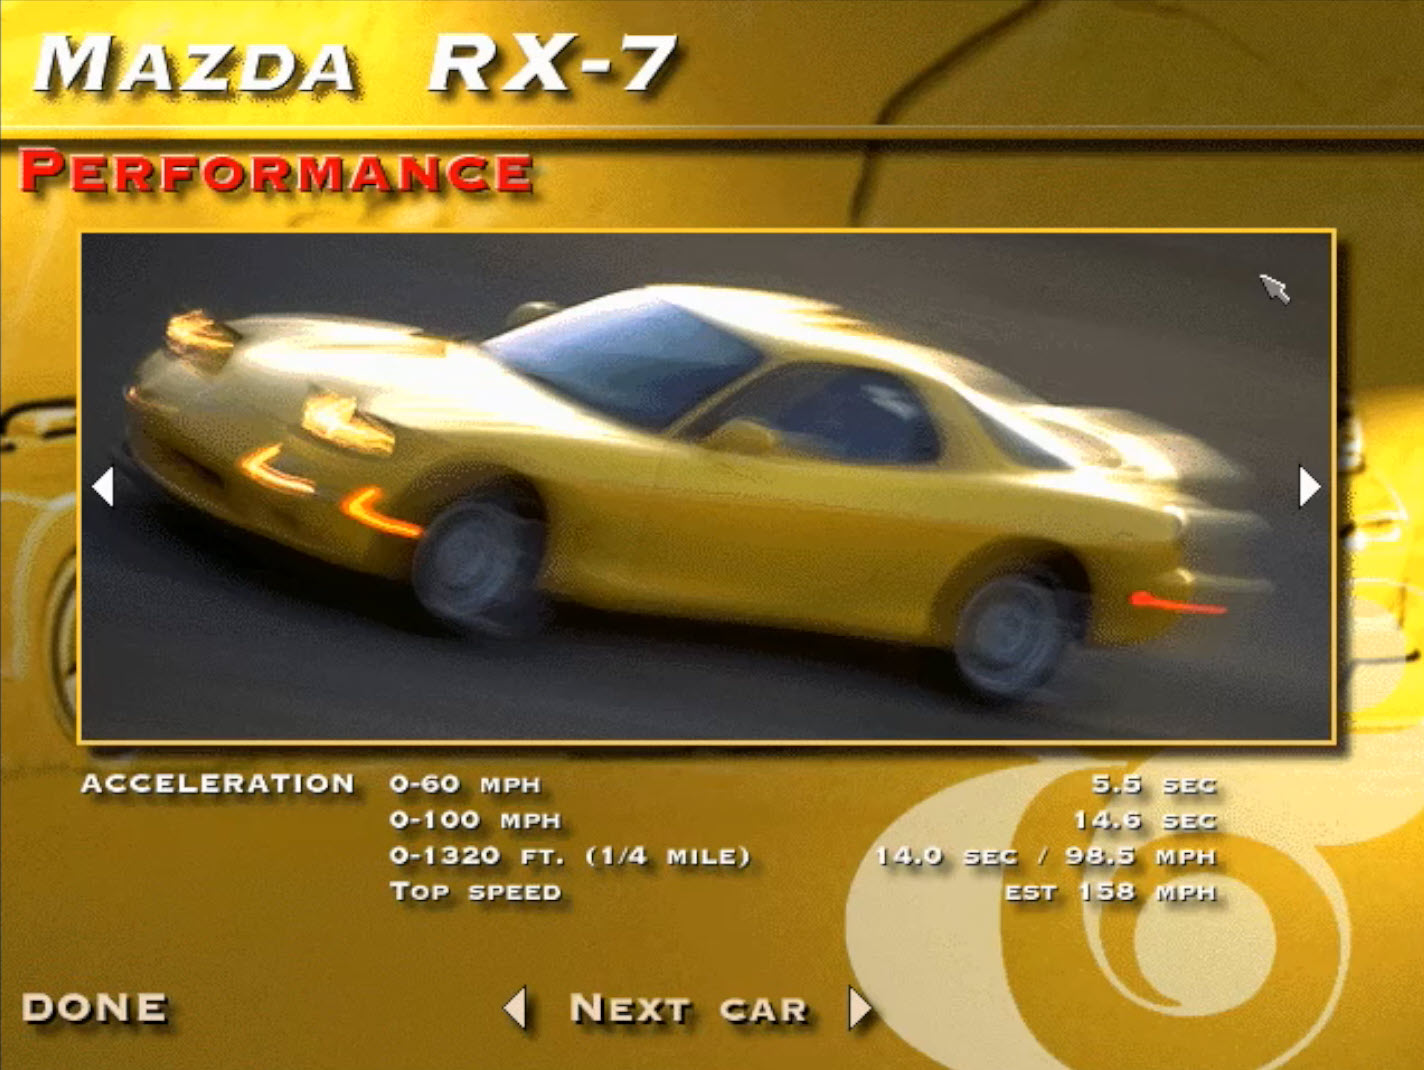 MAZDA RX-7
PERFORMANCE
ACCELERATION 0-60 MPH 5.5 SEC
0-100 MPH 14.6 SEC
0-1320 FT. (1/4 MILE) 14.0 SEC / 98.5 MPH
TOP SPEED EST 158 MPH
DONE NEXT CAR